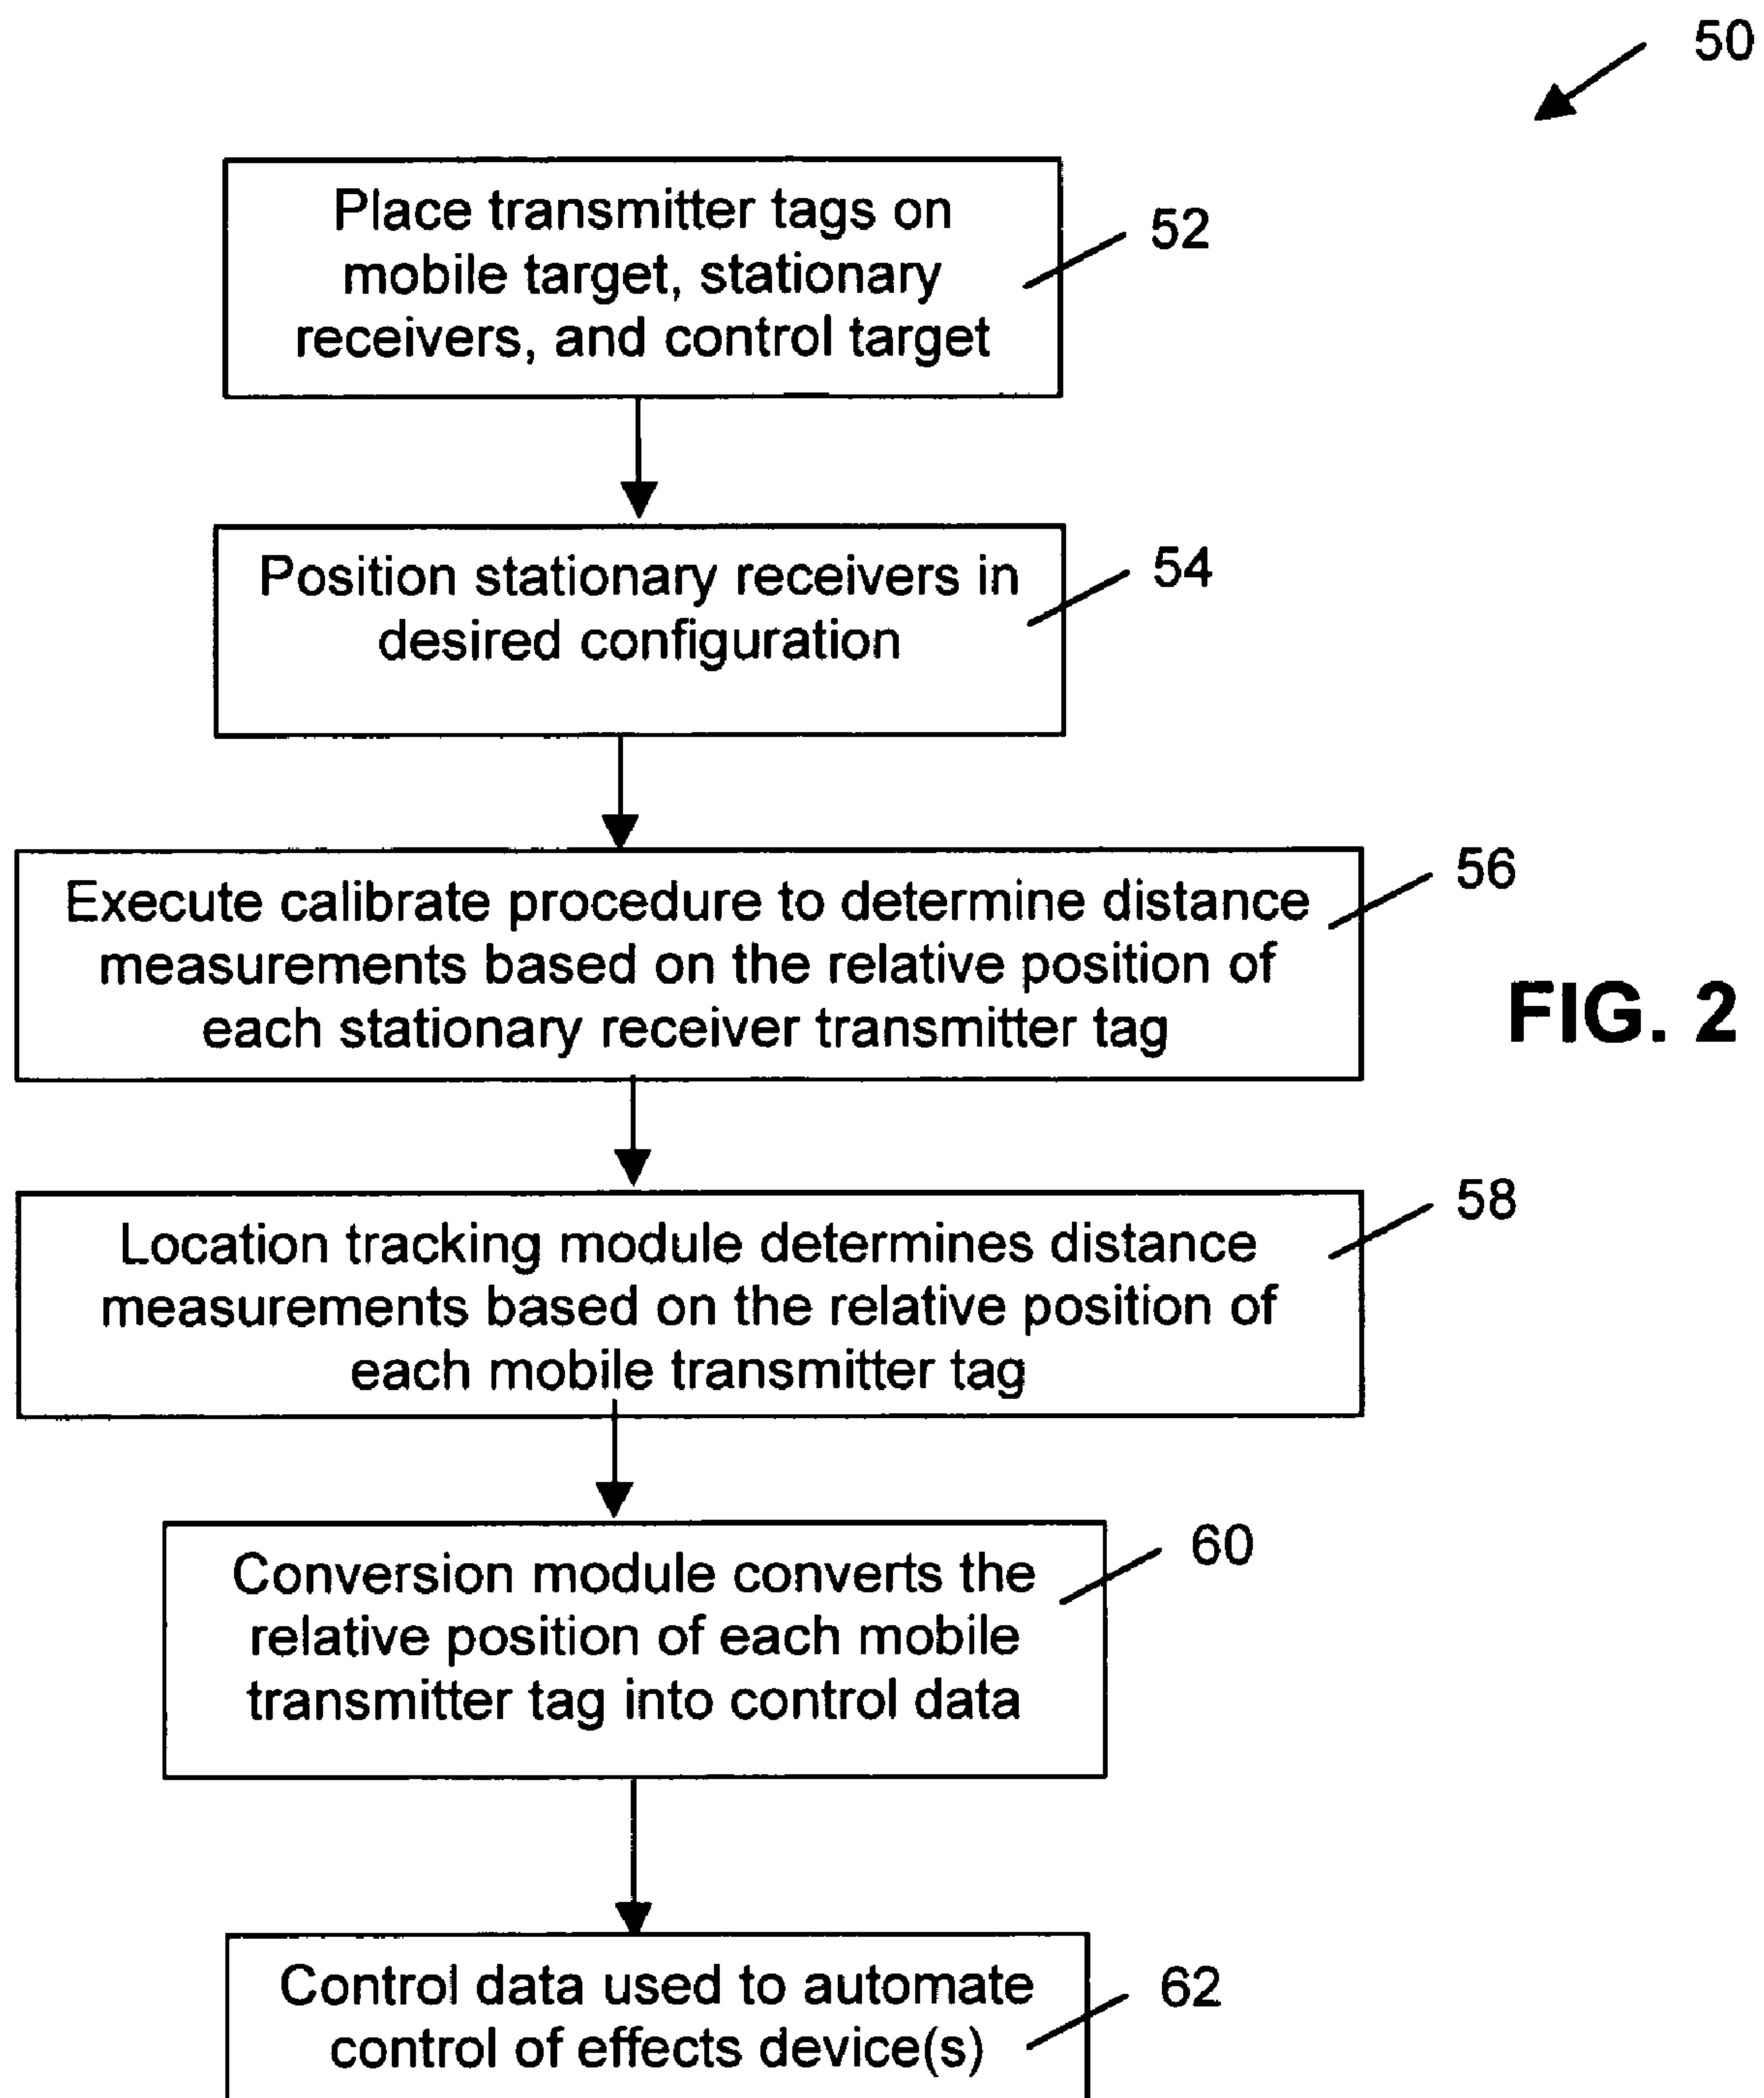 50
Place transmitter tags on
mobile target, stationary
receivers, and control target
52
Position stationary receivers in
desired configuration
54
Execute calibrate procedure to determine distance
measurements based on the relative position of
each stationary receiver transmitter tag
56
FIG. 2
Location tracking module determines distance
measurements based on the relative position of
each mobile transmitter tag
58
Conversion module converts the
relative position of each mobile
transmitter tag into control data
60
Control data used to automate
control of effects device(s)
62